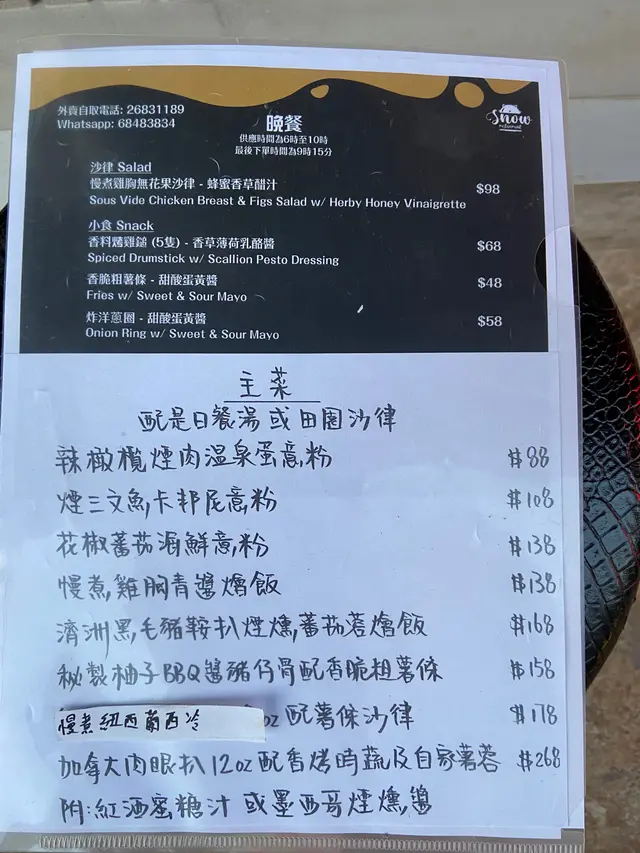 外賣自取電話: 26831189
Whatsapp: 68483834
Snow
晚餐
供應時間為6時至10時
最後下單時間為9時15分
沙律 Salad
慢煮雞胸無花果沙律 - 蜂蜜香草醋汁 $98
Sous Vide Chicken Breast & Figs Salad w/ Herby Honey Vinaigrette
小食 Snack
香料烤雞鎚 (5隻) - 香草薄荷乳酪醬 $68
Spiced Drumstick w/ Scallion Pesto Dressing
香脆粗薯條 - 甜酸蛋黃醬 $48
Fries w/ Sweet & Sour Mayo
炸洋蔥圈 - 甜酸蛋黃醬 $58
Onion Ring w/ Sweet & Sour Mayo
主菜
配是日餐湯 或 田園沙律
辣橄欖煙肉溫泉蛋意粉 $88
煙三文魚卡邦尼意粉 $108
花椒蕃茄海鮮意粉 $138
慢煮雞胸青醬燴飯 $138
濟洲黑毛豬鞍扒煙燻蕃茄蓉燴飯 $168
秘製柚子BBQ醬豬仔骨配香脆粗薯條 $158
慢煮紐西蘭西冷 oz 配薯條沙律 $178
加拿大肉眼扒12oz配香烤時蔬及自家薯蓉 $268
附:紅酒蜜糖汁 或墨西哥煙燻醬